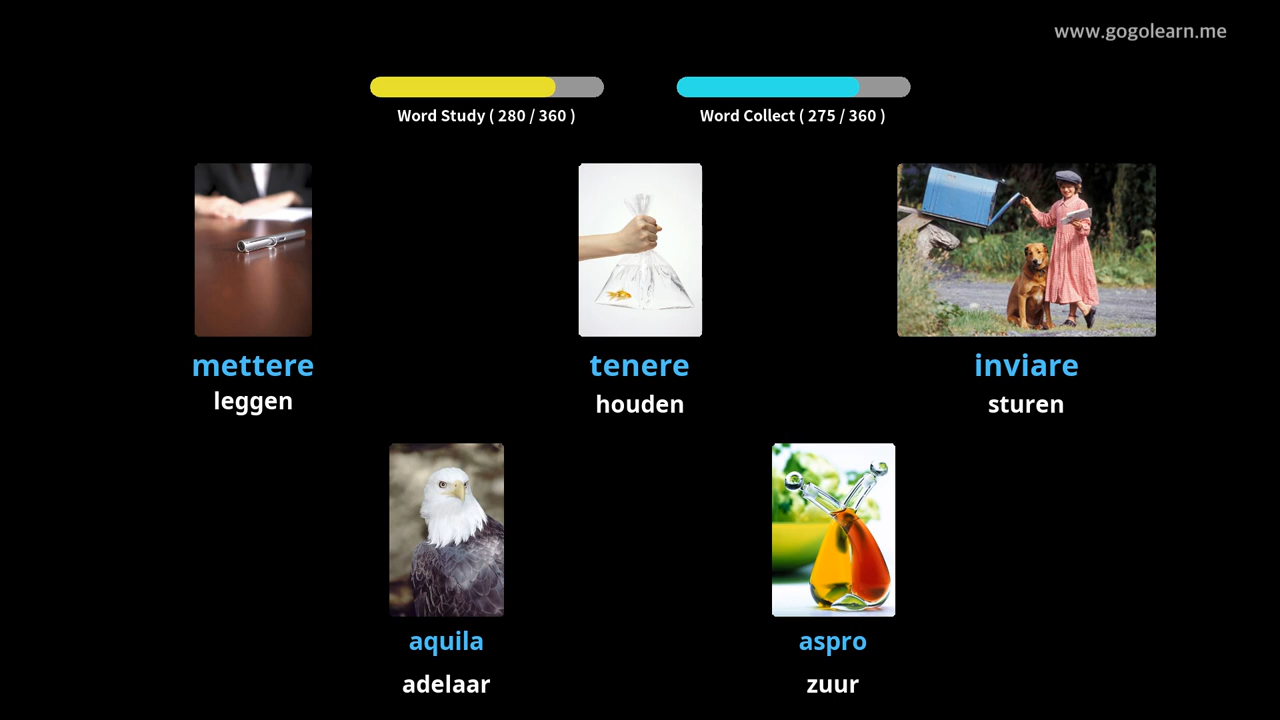 www.gogolearn.me
Word Study ( 280 / 360 )
Word Collect ( 275 / 360 )
mettere
leggen
tenere
houden
inviare
sturen
aquila
adelaar
aspro
zuur